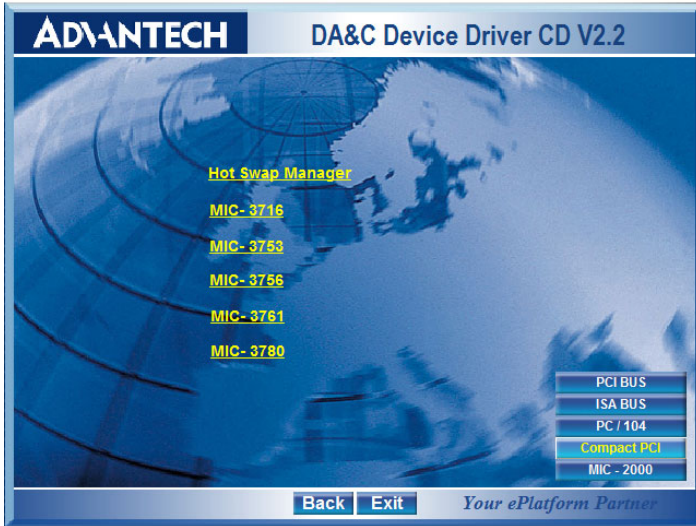 ADVANTECH
DA&C Device Driver CD V2.2
Hot Swap Manager
MIC- 3716
MIC- 3753
MIC- 3756
MIC- 3761
MIC- 3780
PCI BUS
ISA BUS
PC / 104
Compact PCI
MIC - 2000
Back
Exit
Your ePlatform Partner